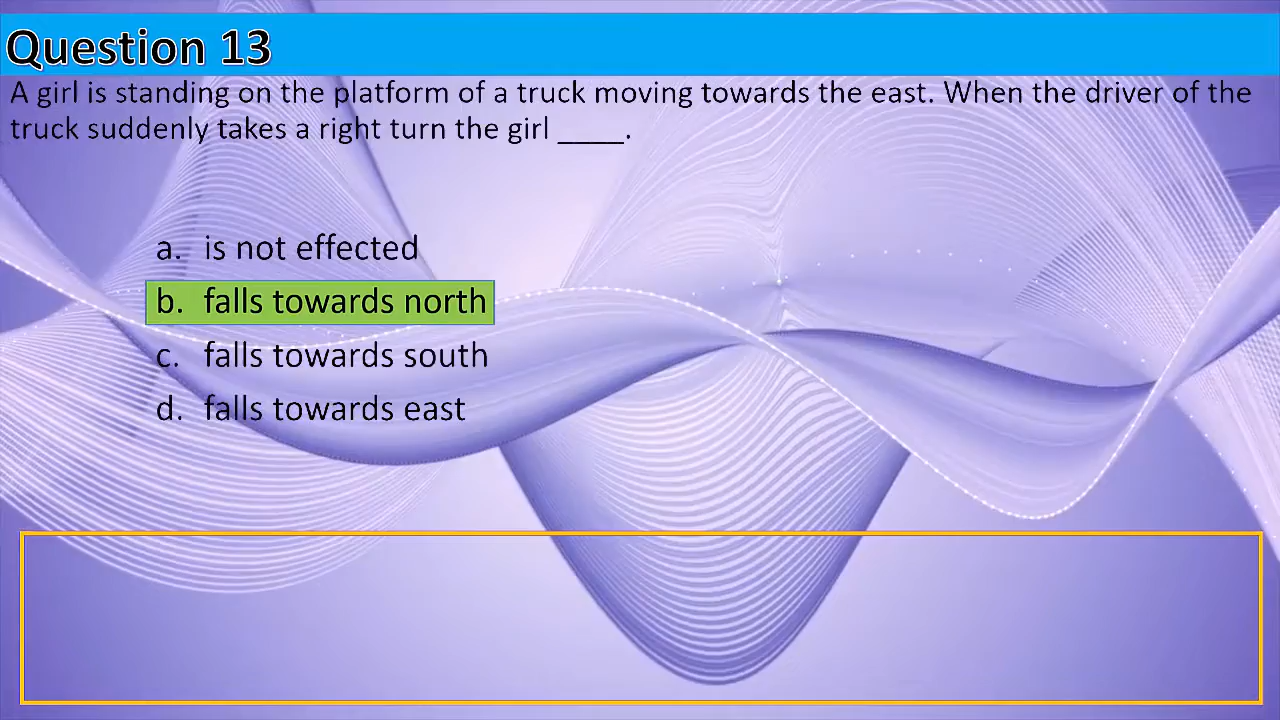 Question 13
A girl is standing on the platform of a truck moving towards the east. When the driver of the
truck suddenly takes a right turn the girl ____.
a. is not effected
b. falls towards north
c. falls towards south
d. falls towards east